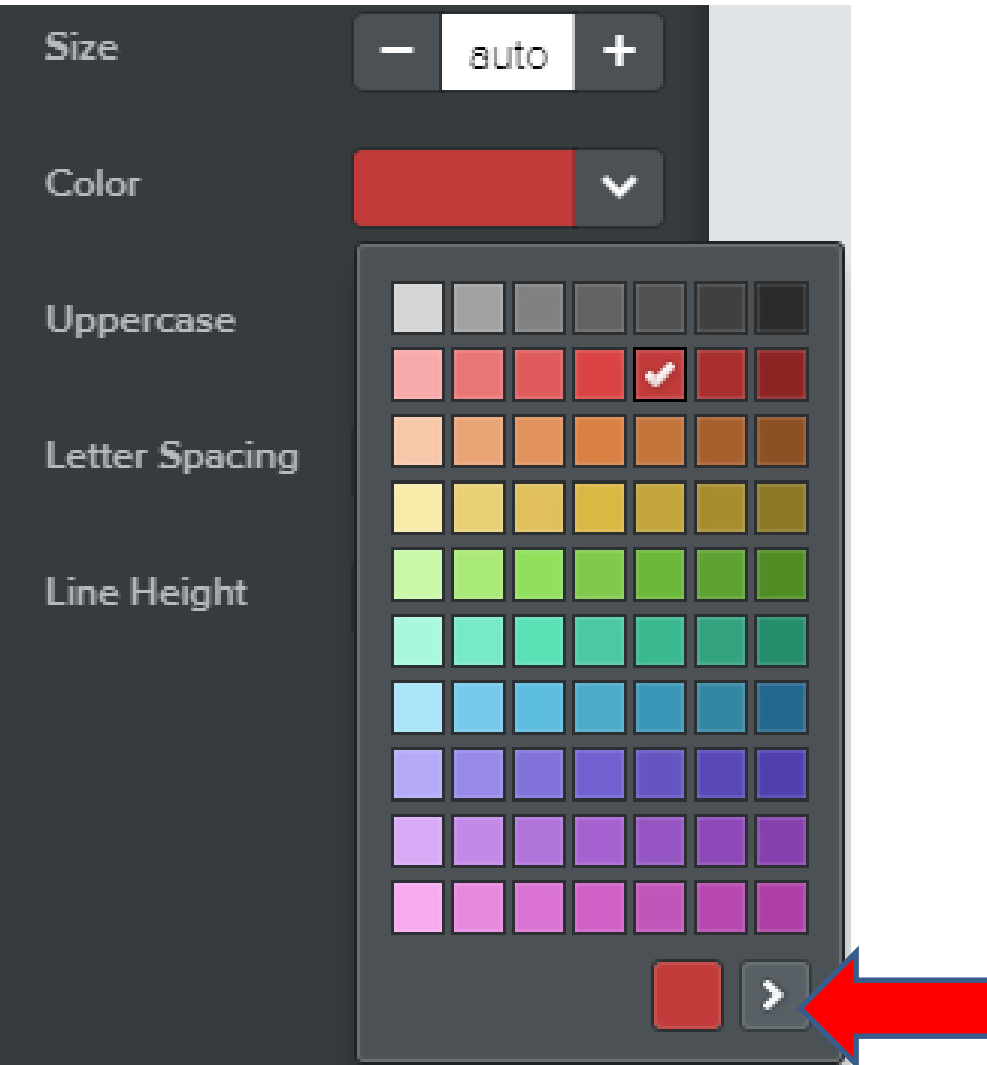 Size
auto
Color
Uppercase
Letter Spacing
Line Height